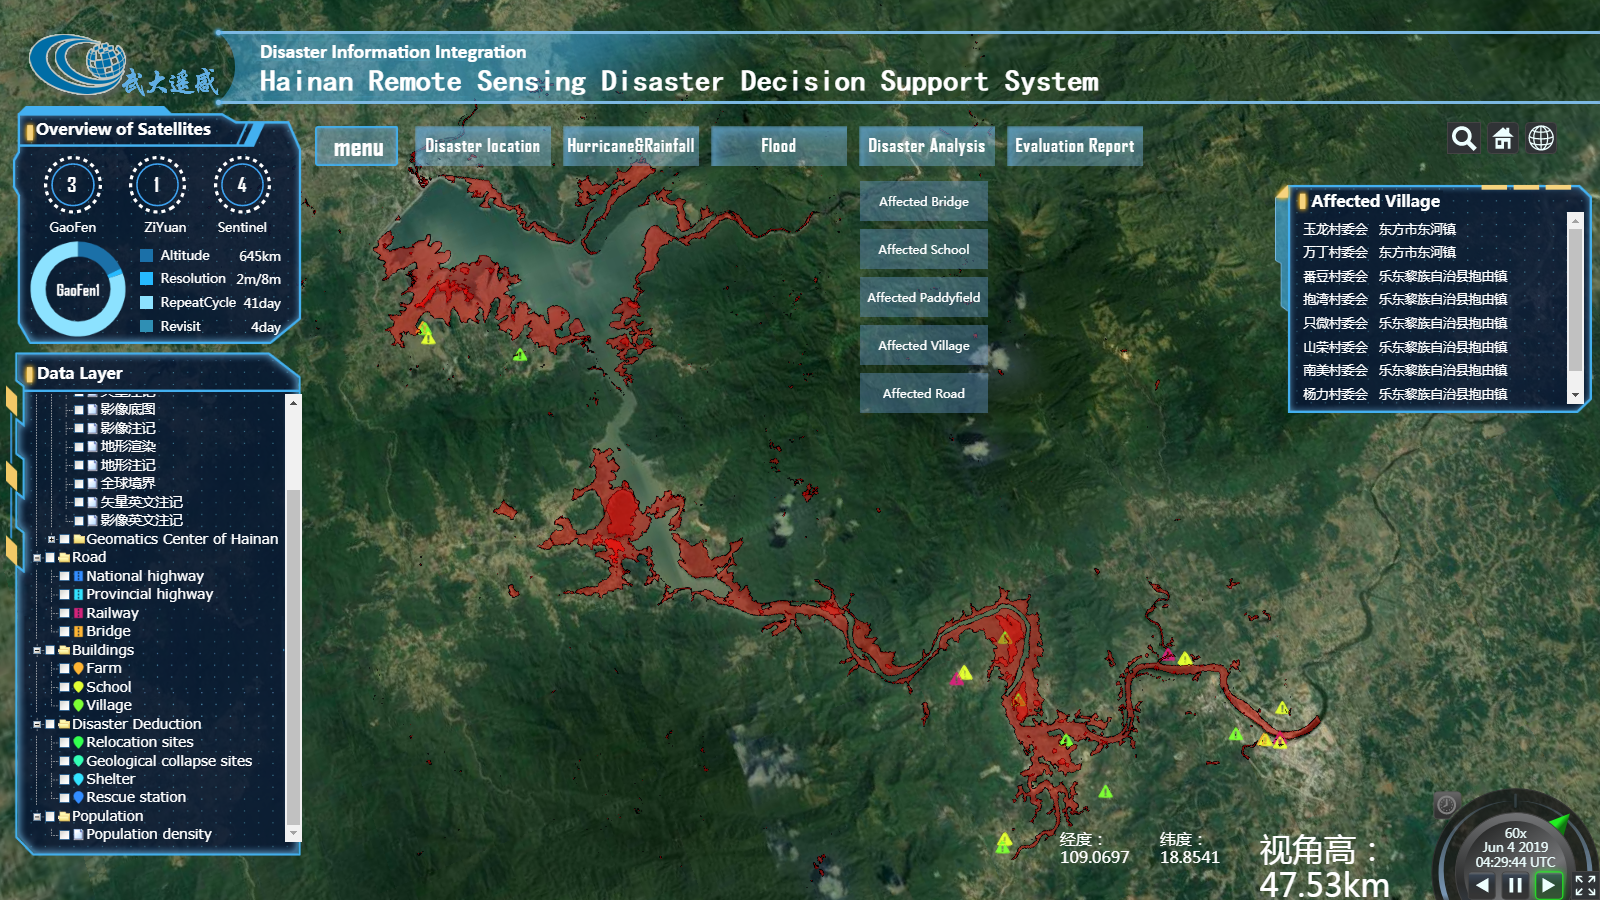 武大遥感
Disaster Information Integration
Hainan Remote Sensing Disaster Decision Support System
Overview of Satellites
3
1
4
GaoFen
ZiYuan
Sentinel
GaoFen1
Altitude 645km
Resolution 2m/8m
RepeatCycle 41day
Revisit 4day
menu
Disaster location
Hurricane&Rainfall
Flood
Disaster Analysis
Evaluation Report
Affected Bridge
Affected School
Affected Paddyfield
Affected Village
Affected Road
Affected Village
玉龙村委会 东方市东河镇
万丁村委会 东方市东河镇
番豆村委会 乐东黎族自治县抱由镇
抱湾村委会 乐东黎族自治县抱由镇
只微村委会 乐东黎族自治县抱由镇
山荣村委会 乐东黎族自治县抱由镇
南美村委会 乐东黎族自治县抱由镇
杨力村委会 乐东黎族自治县抱由镇
Data Layer
影像底图
影像注记
地形渲染
地形注记
全球境界
矢量英文注记
影像英文注记
Geomatics Center of Hainan
Road
National highway
Provincial highway
Railway
Bridge
Buildings
Farm
School
Village
Disaster Deduction
Relocation sites
Geological collapse sites
Shelter
Rescue station
Population
Population density
经度：
109.0697
纬度：
18.8541
视角高：
47.53km
60x
Jun 4 2019
04:29:44 UTC